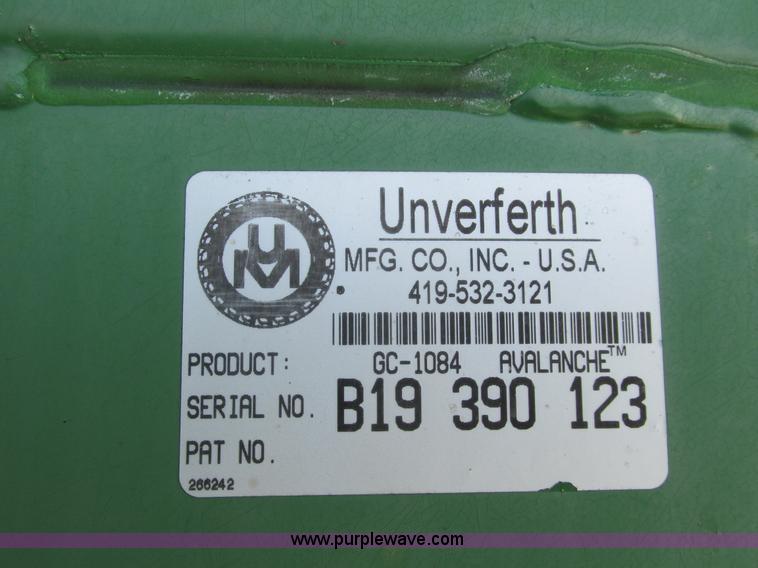 UM
Unverferth
MFG. CO., INC. - U.S.A.
419-532-3121
PRODUCT: GC-1084 AVALANCHE™
SERIAL NO. B19 390 123
PAT NO.
266242
www.purplewave.com